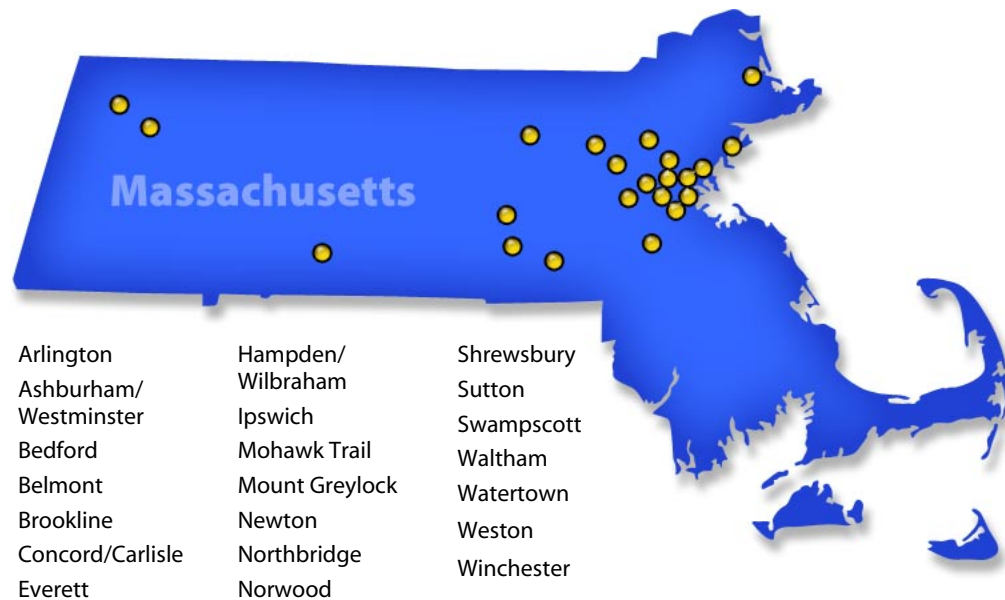 Massachusetts
Arlington
Ashburham/
Westminster
Bedford
Belmont
Brookline
Concord/Carlisle
Everett
Hampden/
Wilbraham
Ipswich
Mohawk Trail
Mount Greylock
Newton
Northbridge
Norwood
Shrewsbury
Sutton
Swampscott
Waltham
Watertown
Weston
Winchester